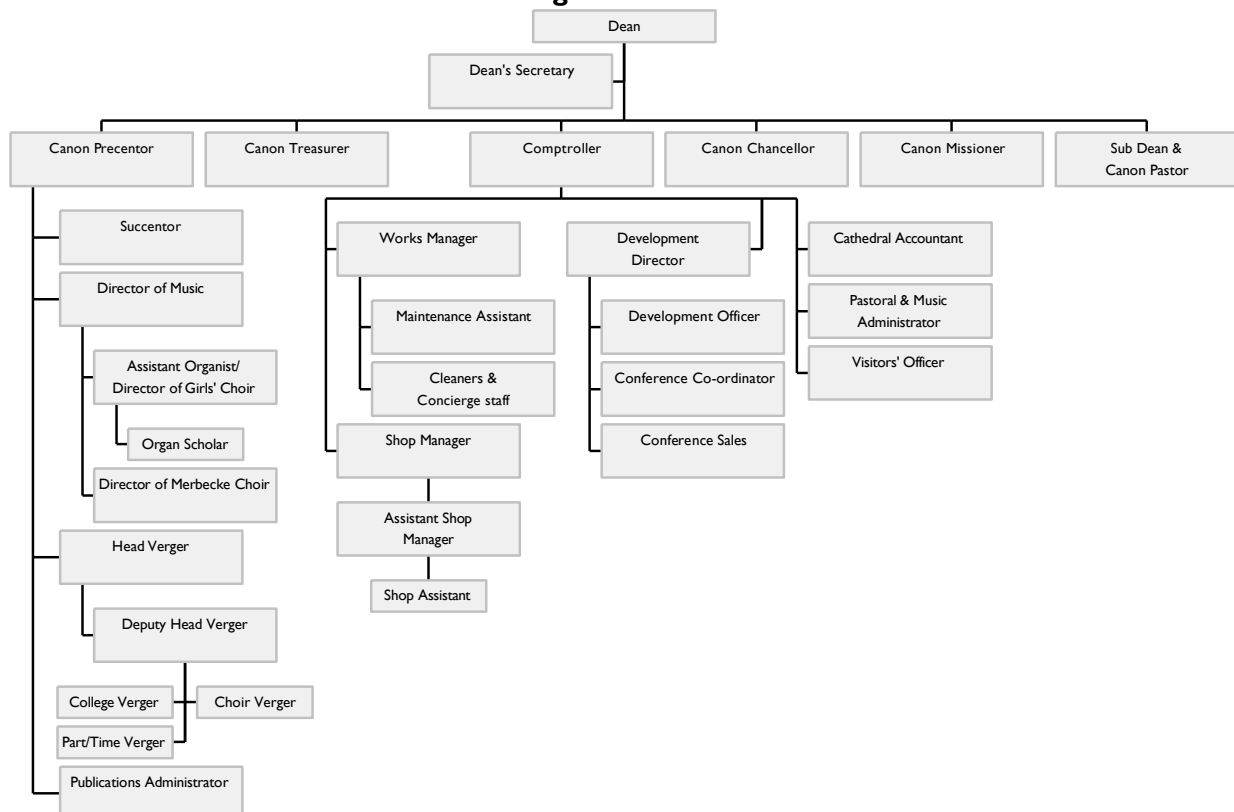 Dean
Dean's Secretary
Canon Precentor
Canon Treasurer
Comptroller
Canon Chancellor
Canon Missioner
Sub Dean &
Canon Pastor
Succentor
Director of Music
Assistant Organist/
Director of Girls' Choir
Organ Scholar
Director of Merbecke Choir
Head Verger
Deputy Head Verger
College Verger
Choir Verger
Part/Time Verger
Publications Administrator
Works Manager
Maintenance Assistant
Cleaners &
Concierge staff
Shop Manager
Assistant Shop
Manager
Shop Assistant
Development
Director
Development Officer
Conference Co-ordinator
Conference Sales
Cathedral Accountant
Pastoral & Music
Administrator
Visitors' Officer